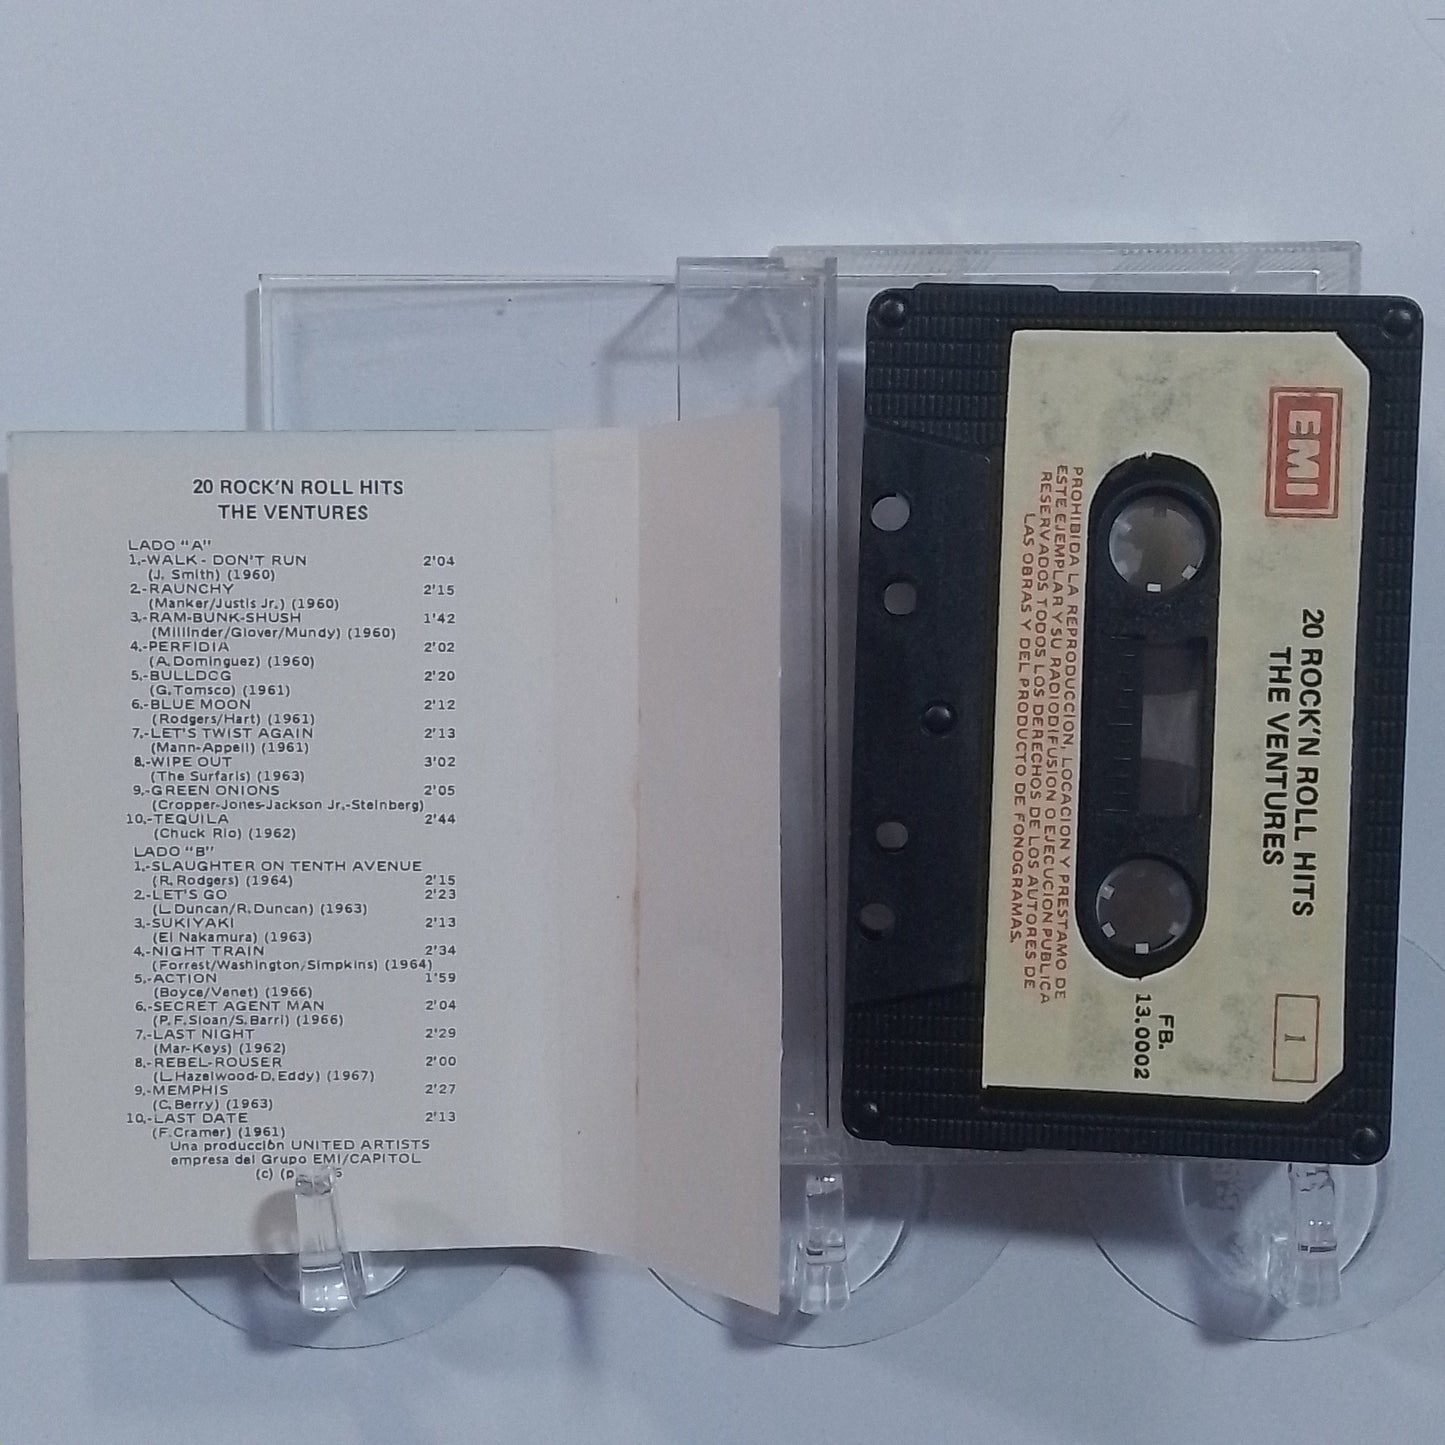 20 ROCK'N ROLL HITS
THE VENTURES
LADO "A"
1,-WALK - DON'T RUN 2'04
(J. Smith) (1960)
2.-RAUNCHY 2'15
(Manker/Justis Jr.) (1960)
3,-RAM-BUNK-SHUSH 1'42
(Millinder/Glover/Mundy) (1960)
4.-PERFIDIA 2'02
(A.Dominguez) (1960)
5,-BULLDCG 2'20
(G.Tomsco) (1961)
6.-BLUE MOON 2'12
(Rodgers/Hart) (1961)
7,-LET'S TWIST AGAIN 2'13
(Mann-Appell) (1961)
8.-WIPE OUT 3'02
(The Surfaris) (1963)
9.-GREEN ONIONS 2'05
(Cropper-Jones-Jackson Jr.-Steinberg)
10,-TEQUILA 2'44
(Chuck Rio) (1962)
LADO "B"
1,-SLAUGHTER ON TENTH AVENUE
(R. Rodgers) (1964) 2'15
2.-LET'S GO 2'23
(L.Duncan/R.Duncan) (1963)
3.-SUKIYAKI 2'13
(El Nakamura) (1963)
4.-NIGHT TRAIN 2'34
(Forrest/Washington/Simpkins) (1964)
5.-ACTION 1'59
(Boyce/Venet) (1966)
6.-SECRET AGENT MAN 2'04
(P.F.Sloan/S.Barri) (1966)
7.-LAST NIGHT 2'29
(Mar-Keys) (1962)
8.-REBEL-ROUSER 2'00
(L.Hazelwood-D.Eddy) (1967)
9.-MEMPHIS 2'27
(C.Berry) (1963)
10,-LAST DATE 2'13
(F.Cramer) (1961)
Una producción UNITED ARTISTS
empresa del Grupo EMI/CAPITOL
(c) (p
EMI
20 ROCK'N ROLL HITS
THE VENTURES
1
FB.
13.0002
PROHIBIDA LA REPRODUCCION, LOCACION Y PRESTAMO DE
ESTE EJEMPLAR Y SU RADIODIFUSION O EJECUCION PUBLICA
RESERVADOS TODOS LOS DERECHOS DE LOS AUTORES DE
LAS OBRAS Y DEL PRODUCTO DE FONOGRAMAS.